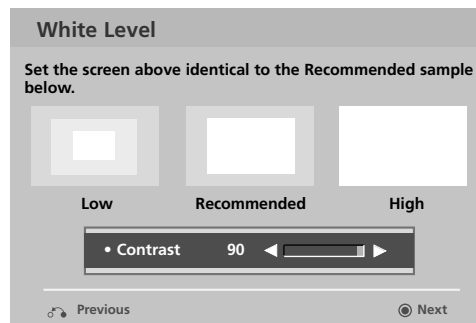 White Level
Set the screen above identical to the Recommended sample
below.
Low Recommended High
• Contrast 90
Previous Next